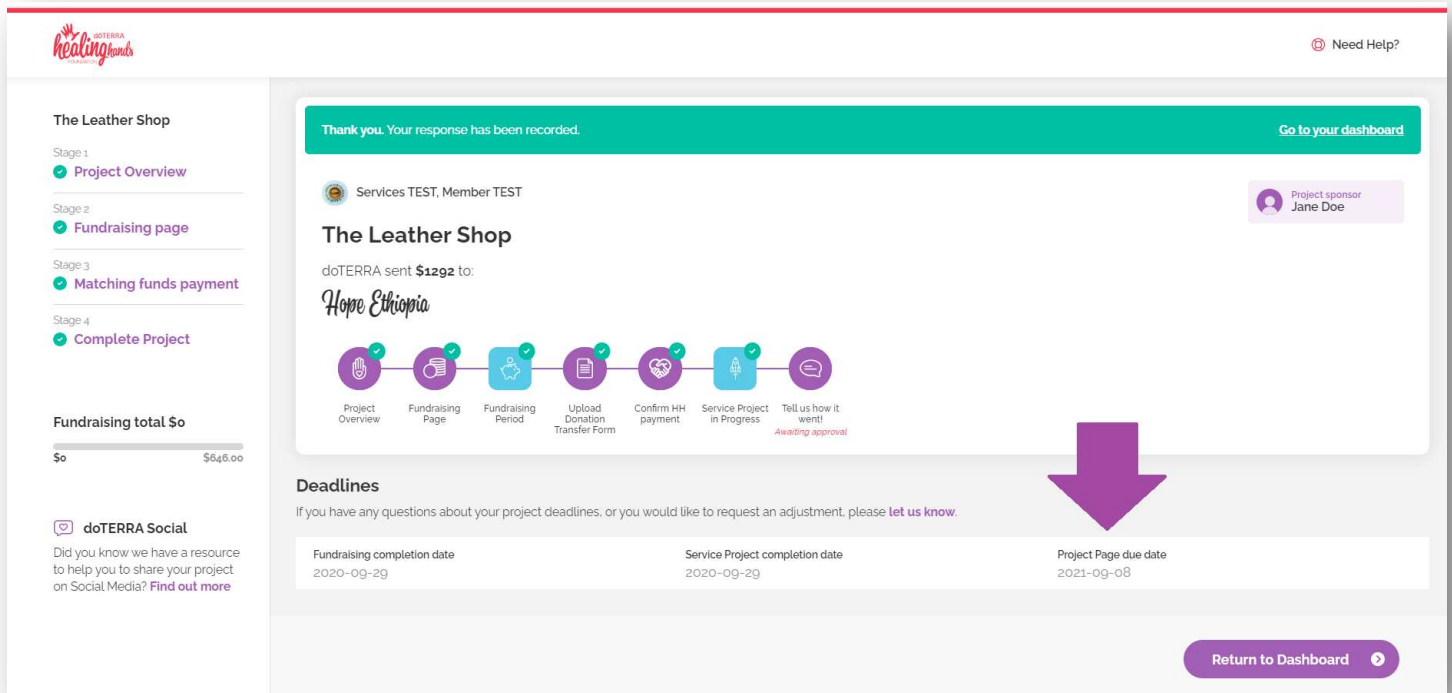 dōTERRA
healing hands
FOUNDATION
Need Help?
The Leather Shop
Stage 1
Project Overview
Stage 2
Fundraising page
Stage 3
Matching funds payment
Stage 4
Complete Project
Fundraising total $0
$0 $646.00
doTERRA Social
Did you know we have a resource
to help you to share your project
on Social Media? Find out more
Thank you. Your response has been recorded.
Go to your dashboard
Services TEST, Member TEST
Project sponsor
Jane Doe
The Leather Shop
doTERRA sent $1292 to:
Hope Ethiopia
Project
Overview
Fundraising
Page
Fundraising
Period
Upload
Donation
Transfer Form
Confirm HH
payment
Service Project
in Progress
Tell us how it
went!
Awaiting approval
Deadlines
If you have any questions about your project deadlines, or you would like to request an adjustment, please let us know.
Fundraising completion date
2020-09-29
Service Project completion date
2020-09-29
Project Page due date
2021-09-08
Return to Dashboard